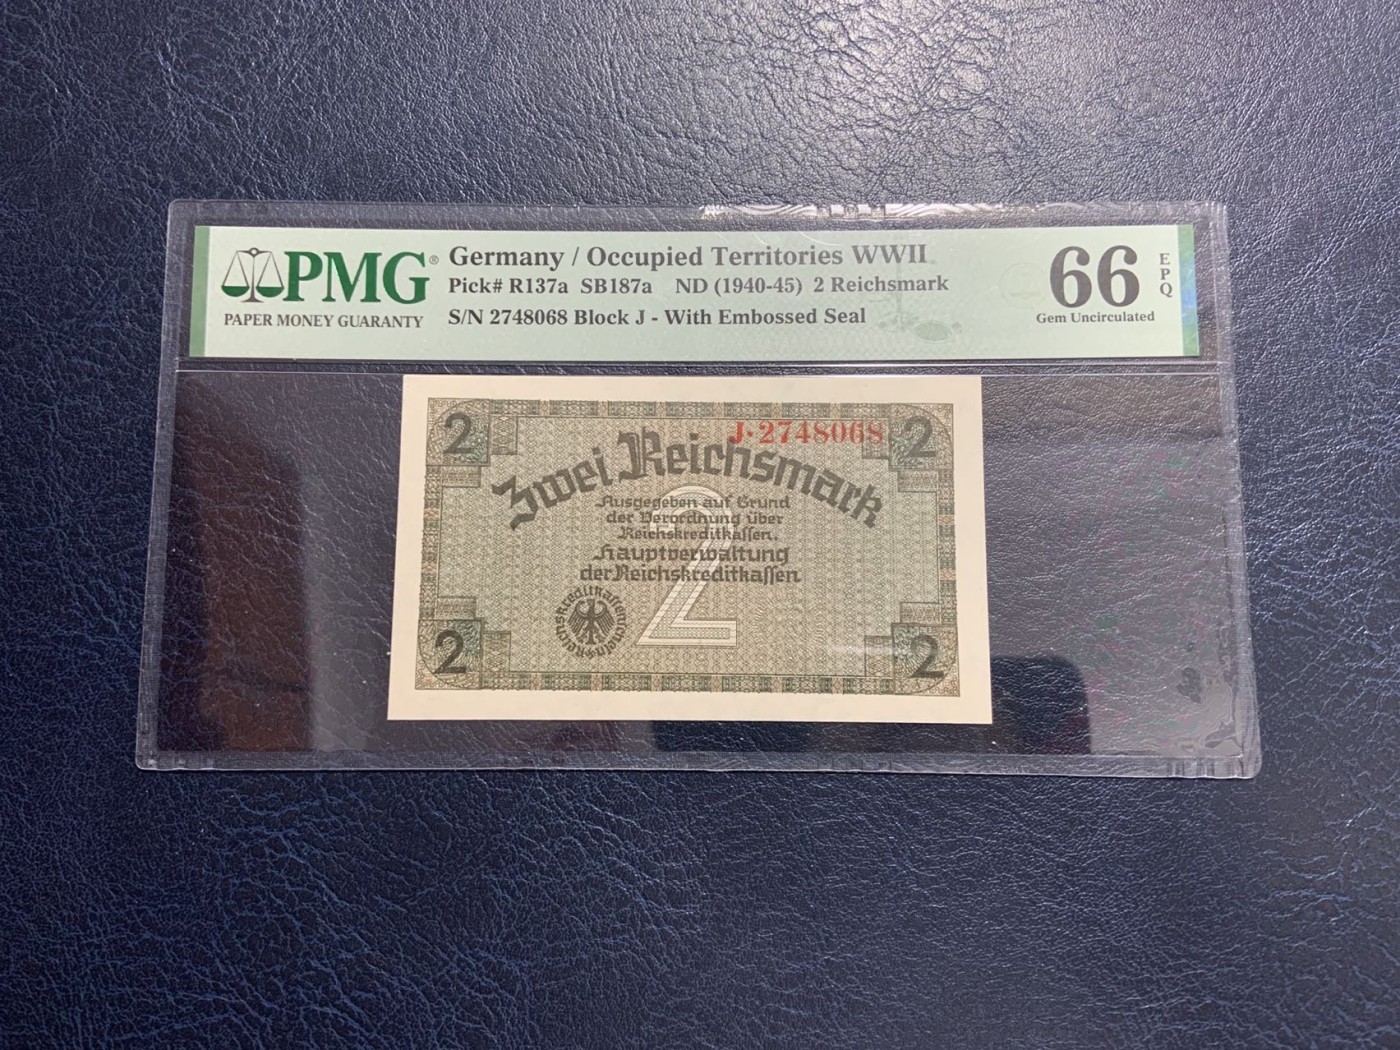 PMG®
PAPER MONEY GUARANTY
Germany / Occupied Territories WWII
Pick# R137a SB187a ND (1940-45) 2 Reichsmark
S/N 2748068 Block J - With Embossed Seal
66
EPQ
Gem Uncirculated
2
J·2748068
2
Zwei Reichsmark
Ausgegeben auf Grund
der Verordnung über
Reichskreditkassen.
Hauptverwaltung
der Reichskreditkassen
2
Reichskreditkassenschein
2
2